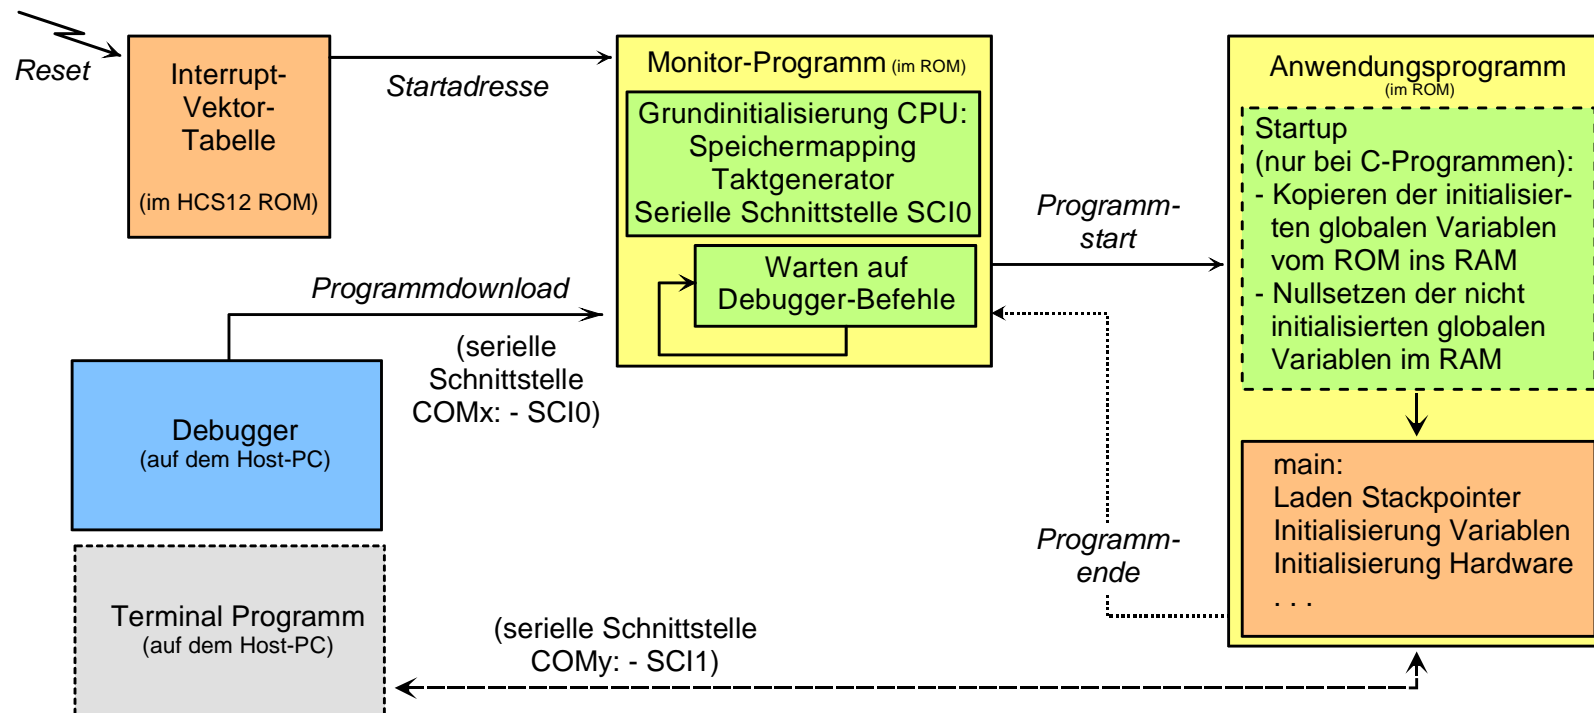 Reset
Interrupt-
Vektor-
Tabelle
(im HCS12 ROM)
Startadresse
Monitor-Programm (im ROM)
Grundinitialisierung CPU:
Speichermapping
Taktgenerator
Serielle Schnittstelle SCI0
Warten auf
Debugger-Befehle
Programmdownload
(serielle
Schnittstelle
COMx: - SCI0)
Debugger
(auf dem Host-PC)
Terminal Programm
(auf dem Host-PC)
(serielle Schnittstelle
COMy: - SCI1)
Programm-
start
Programm-
ende
Anwendungsprogramm
(im ROM)
Startup
(nur bei C-Programmen):
- Kopieren der initialisier-
ten globalen Variablen
vom ROM ins RAM
- Nullsetzen der nicht
initialisierten globalen
Variablen im RAM
main:
Laden Stackpointer
Initialisierung Variablen
Initialisierung Hardware
. . .